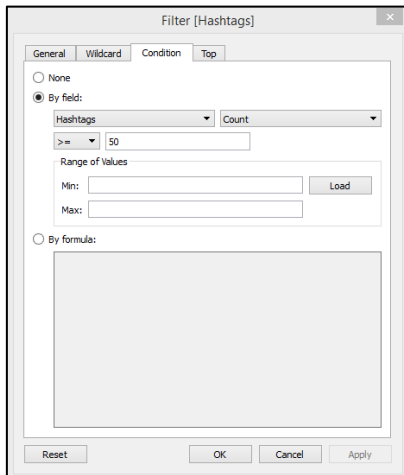 Filter [Hashtags]
General Wildcard Condition Top
None
By field:
Hashtags Count
>= 50
Range of Values
Min: Load
Max:
By formula:
Reset OK Cancel Apply